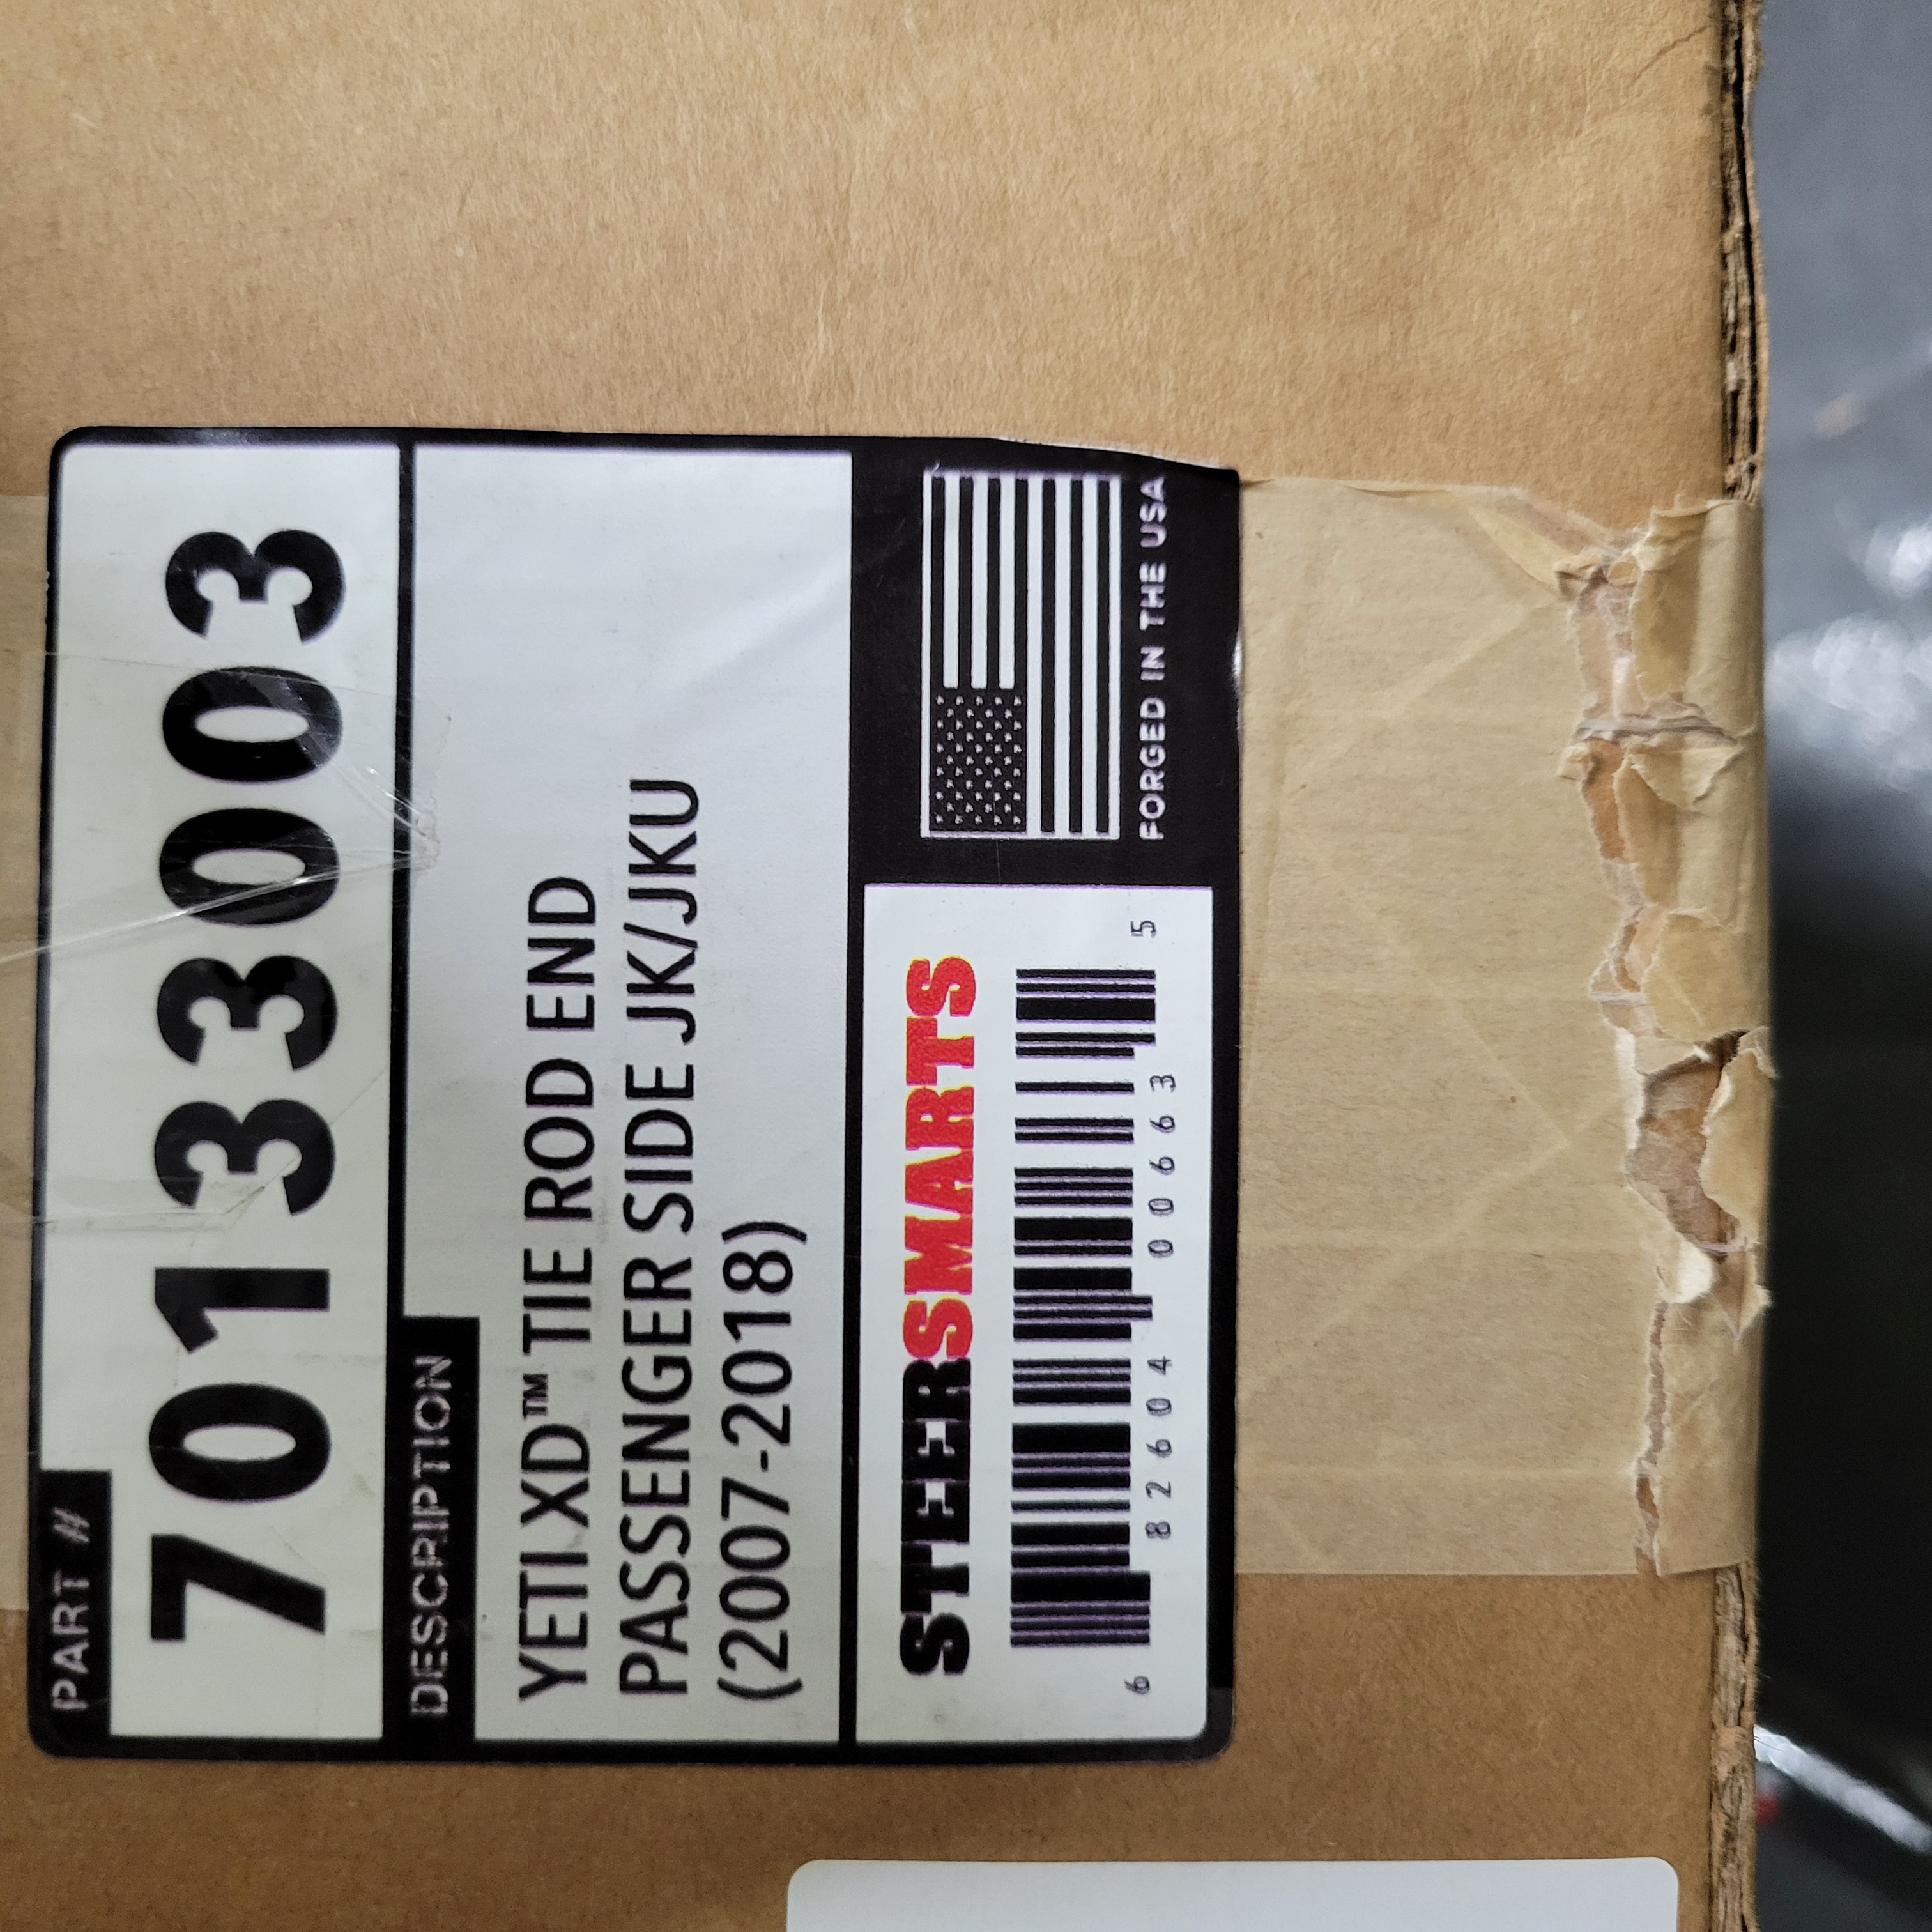 PART #
70133003
DESCRIPTION
YETI XD™ TIE ROD END
PASSENGER SIDE JK/JKU
(2007-2018)
STEERSMARTS
6 82604 00663 5
FORGED IN THE USA